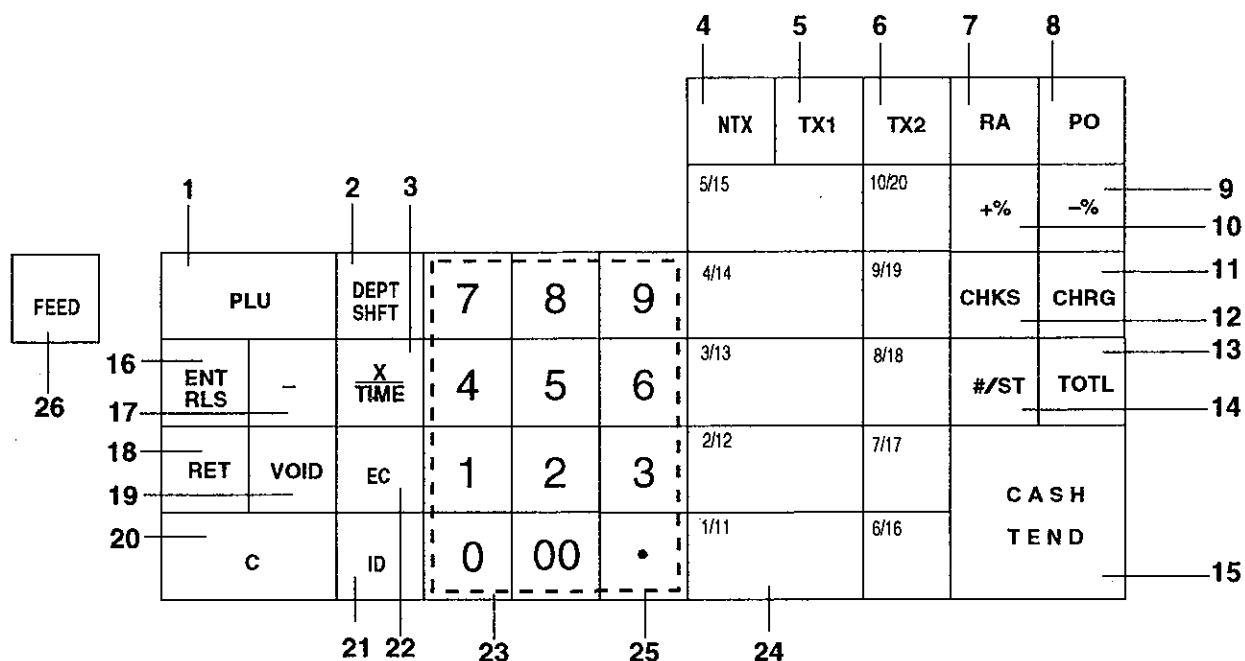 4 5 6 7 8
NTX TX1 TX2 RA PO
1 2 3
5/15 10/20 +% –% 9
10
FEED PLU DEPT SHFT 7 8 9 4/14 9/19 CHKS CHRG 11
12
16 ENT RLS – X/TIME 4 5 6 3/13 8/18 #/ST TOTL 13
26 17 14
18 RET VOID EC 1 2 3 2/12 7/17 CASH TEND
19
20 C ID 0 00 • 1/11 6/16 15
21 22 23 25 24